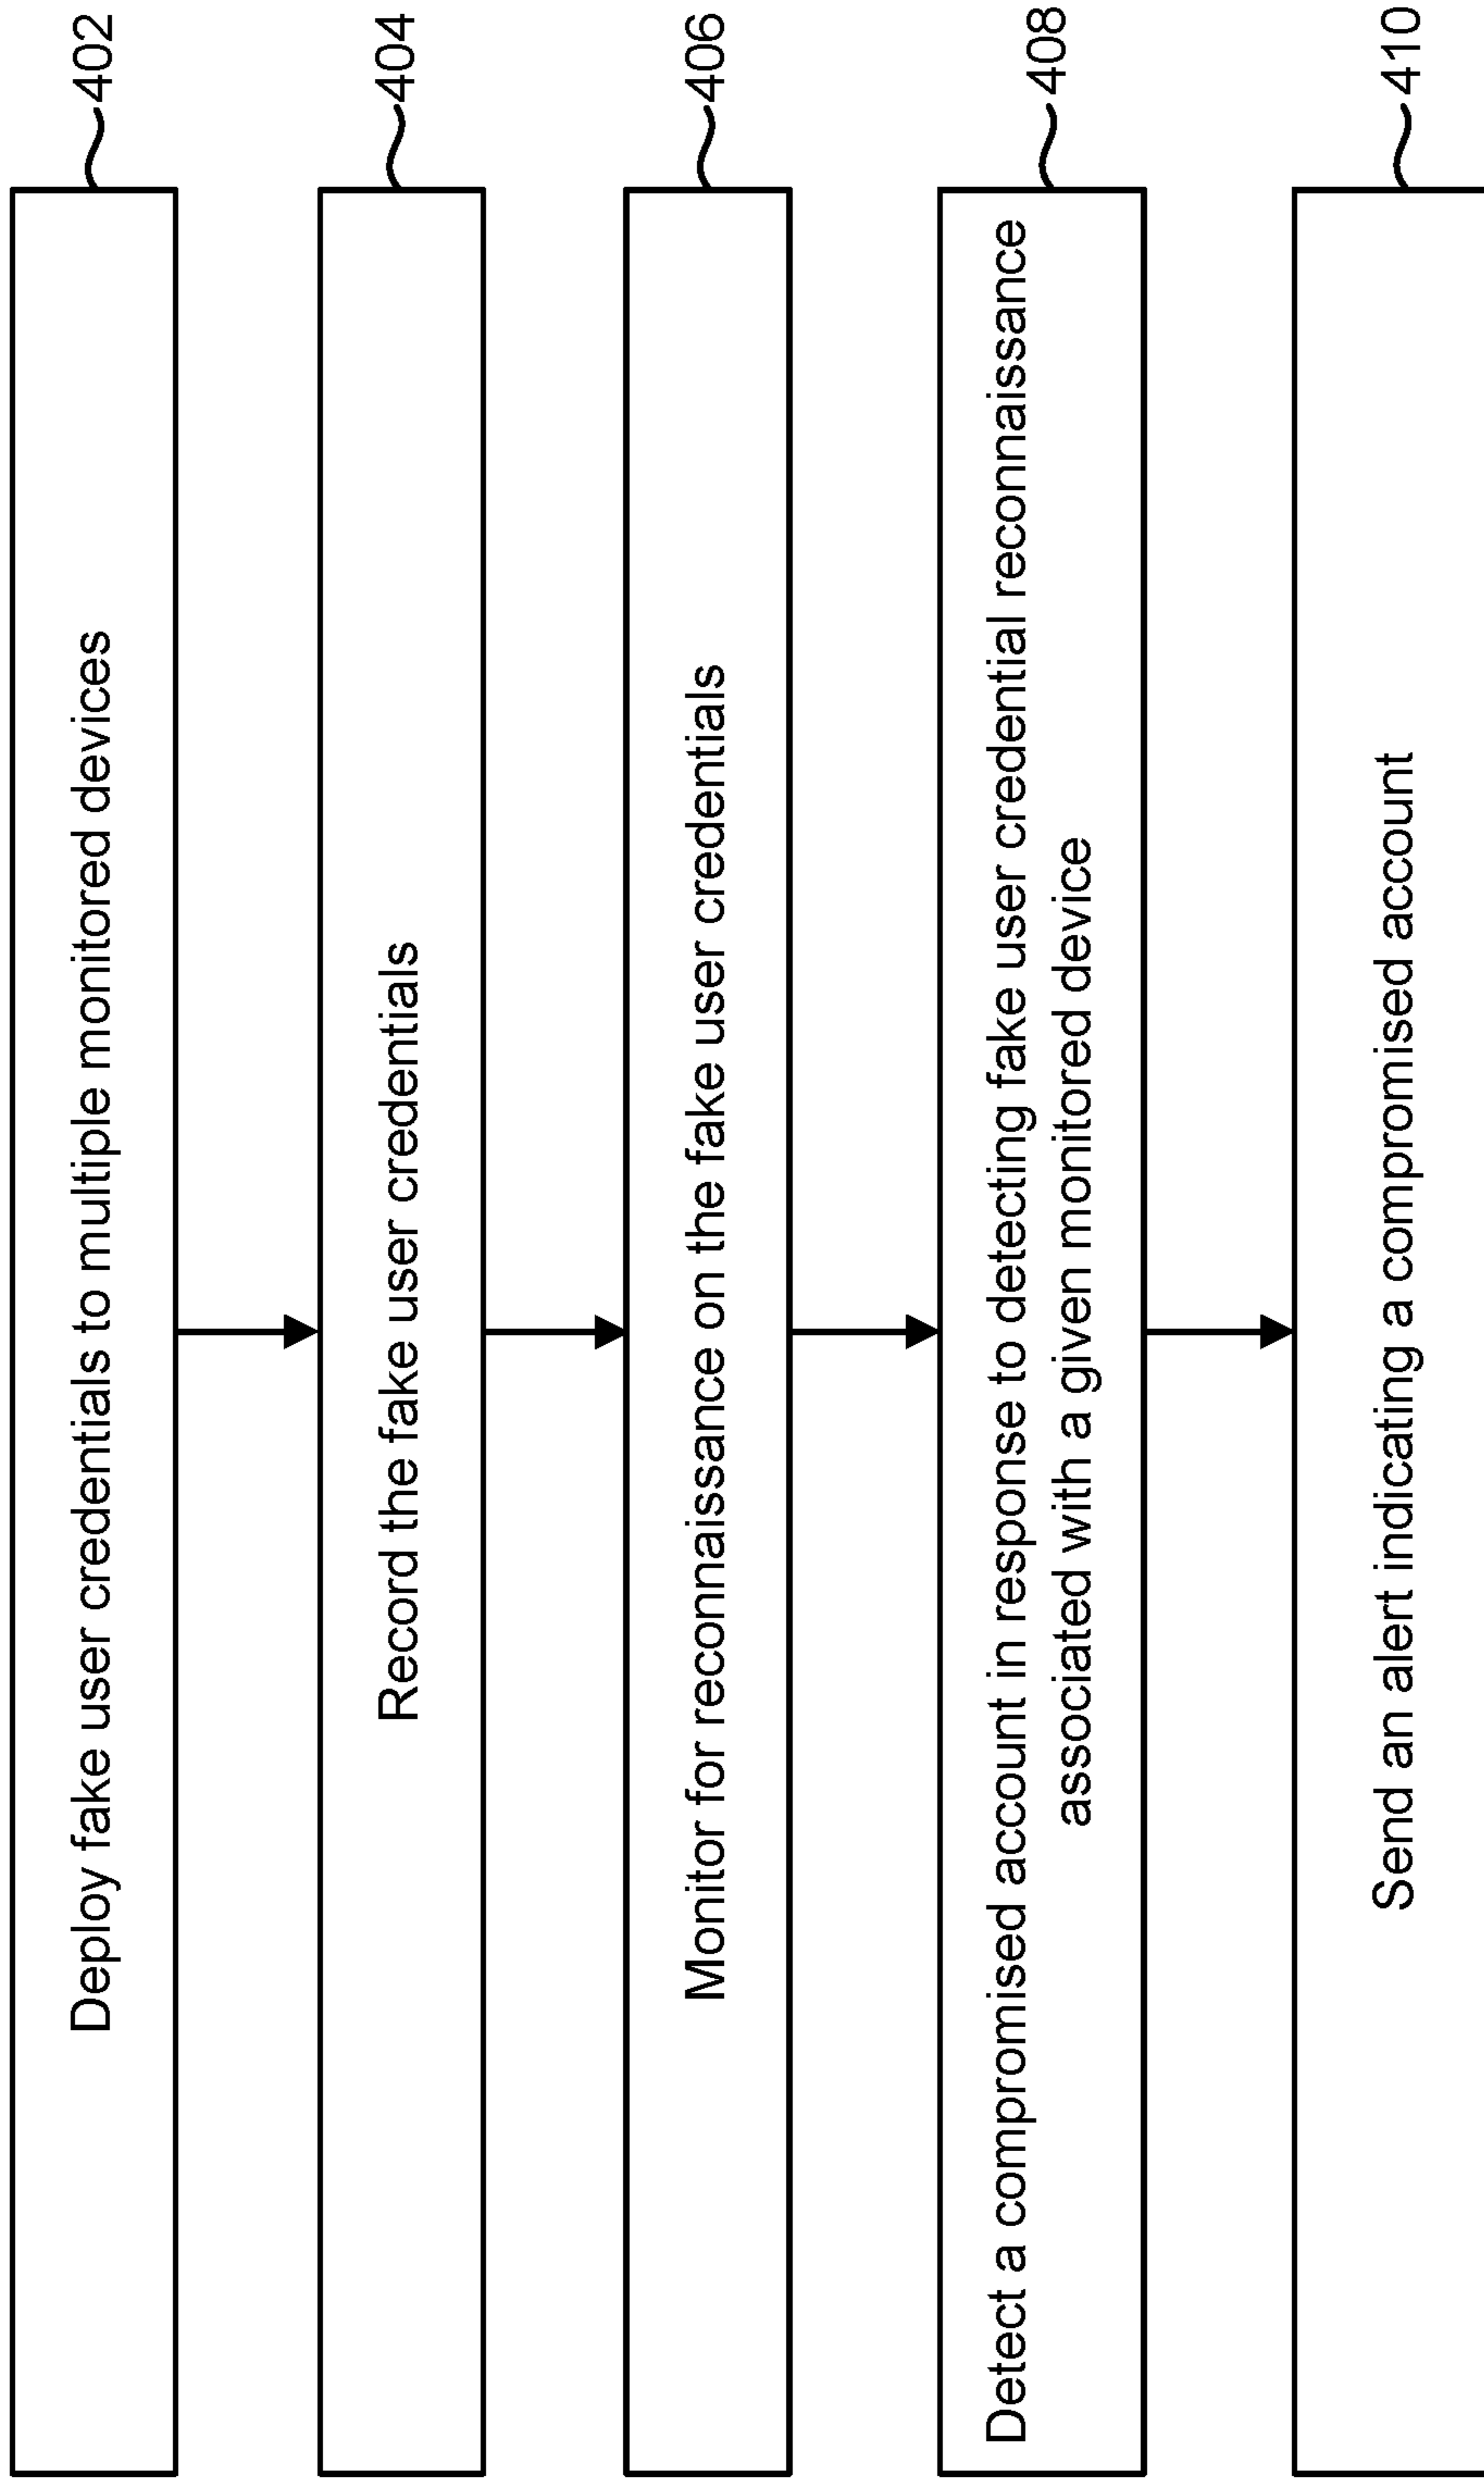 Deploy fake user credentials to multiple monitored devices
402
Record the fake user credentials
404
Monitor for reconnaissance on the fake user credentials
406
Detect a compromised account in response to detecting fake user credential reconnaissance
associated with a given monitored device
408
Send an alert indicating a compromised account
410